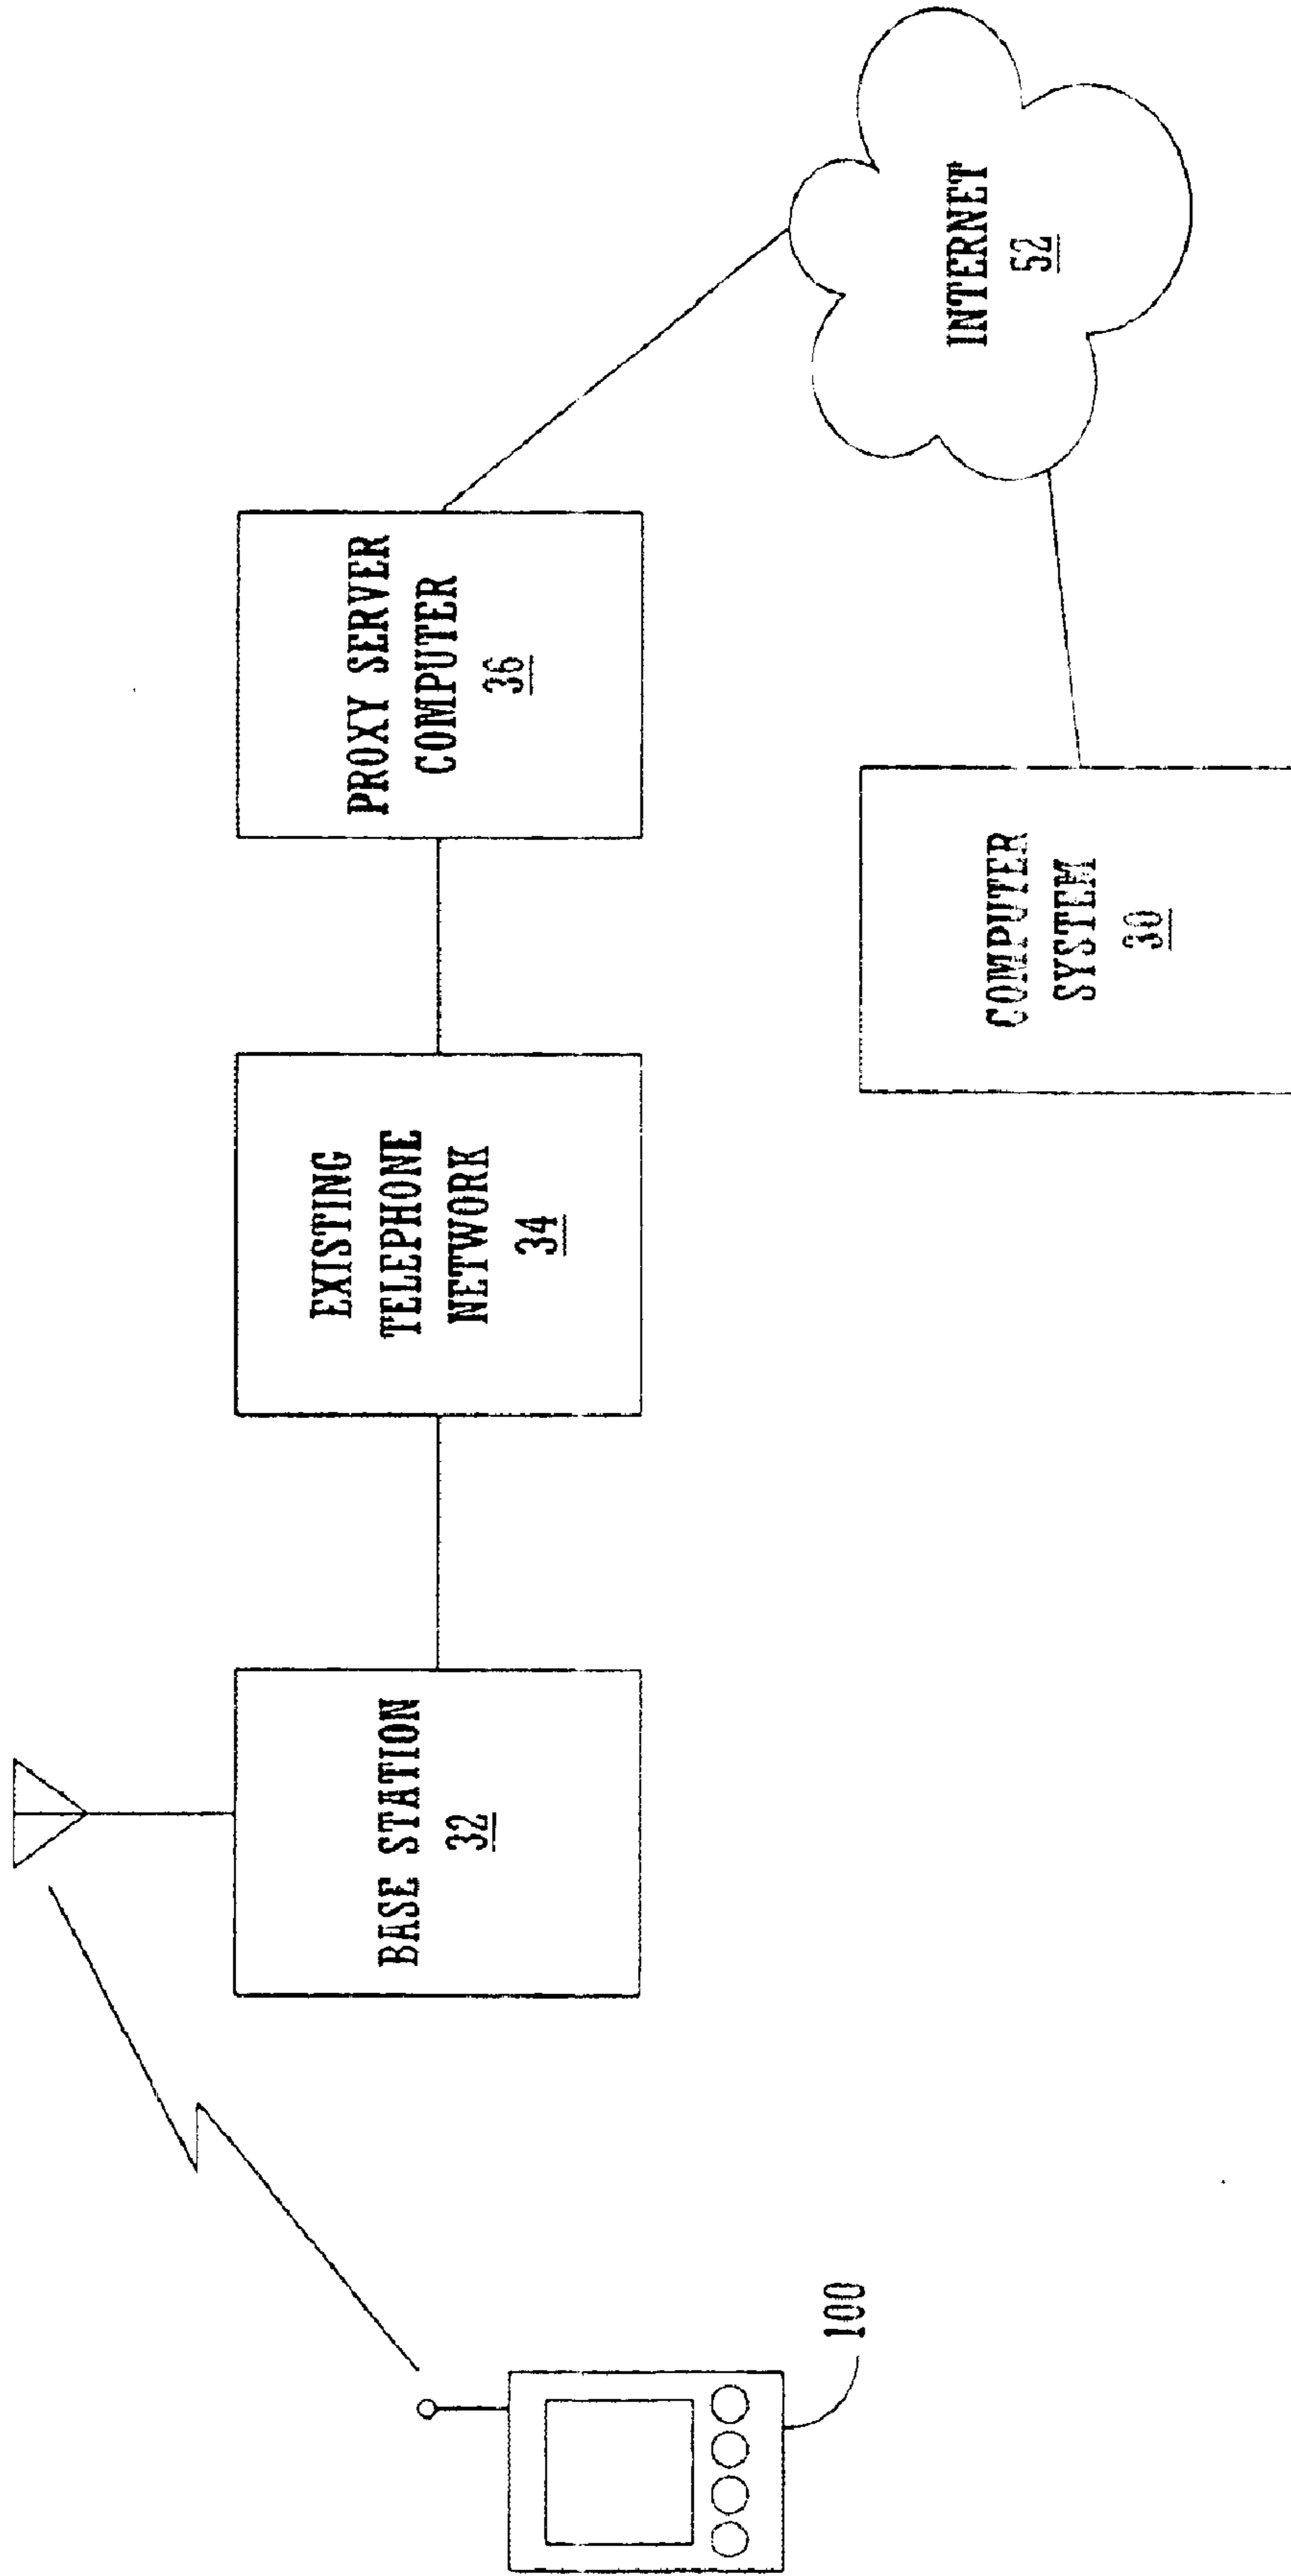 100
BASE STATION
32
EXISTING
TELEPHONE
NETWORK
34
PROXY SERVER
COMPUTER
36
COMPUTER
SYSTEM
30
INTERNET
52